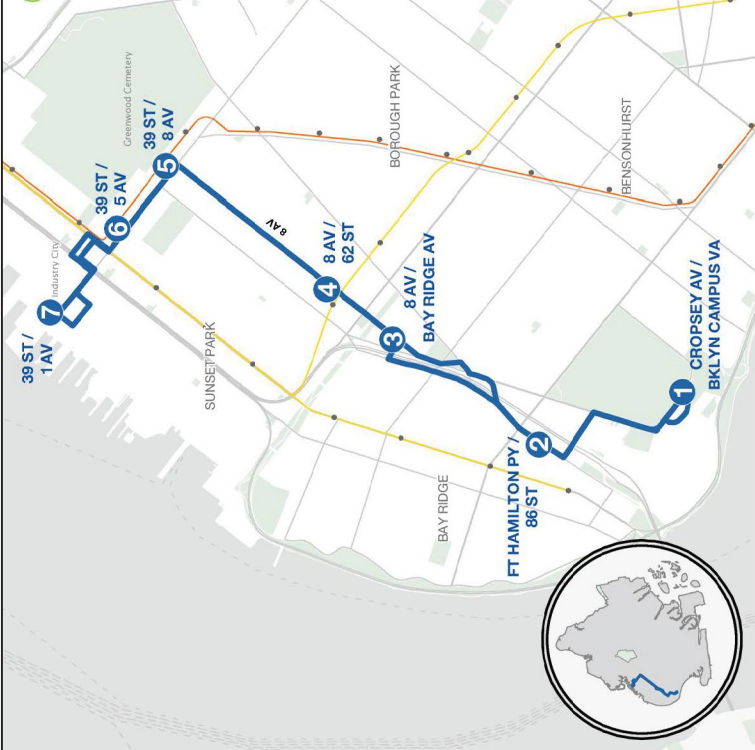 Greenwood Cemetery
39 ST /
8 AV
5
39 ST /
5 AV
6
Industry City
7
39 ST /
1 AV
BOROUGH PARK
BENSONHURST
8 AV
8 AV /
62 ST
4
8 AV /
BAY RIDGE AV
3
SUNSET PARK
CROPSEY AV /
BKLYN CAMPUS VA
1
2
FT HAMILTON PY /
86 ST
BAY RIDGE